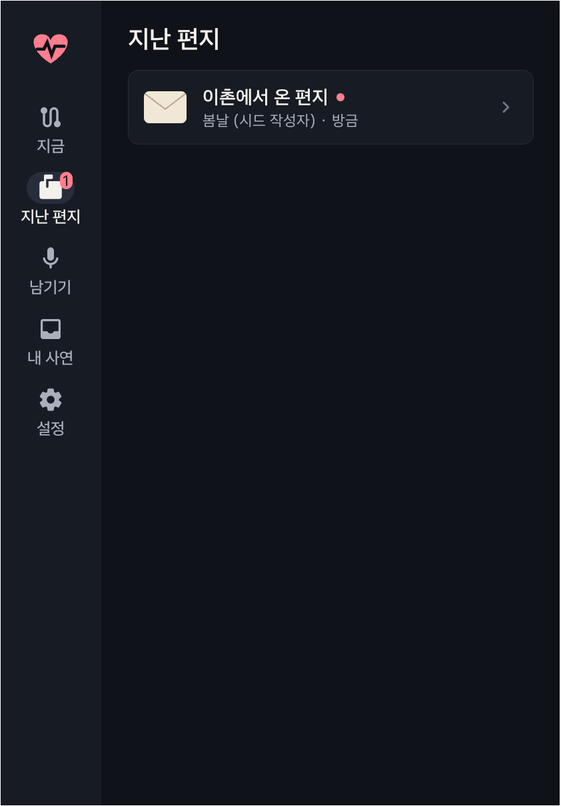 지난 편지
이촌에서 온 편지
봄날 (시드 작성자) · 방금
지금
1
지난 편지
남기기
내 사연
설정